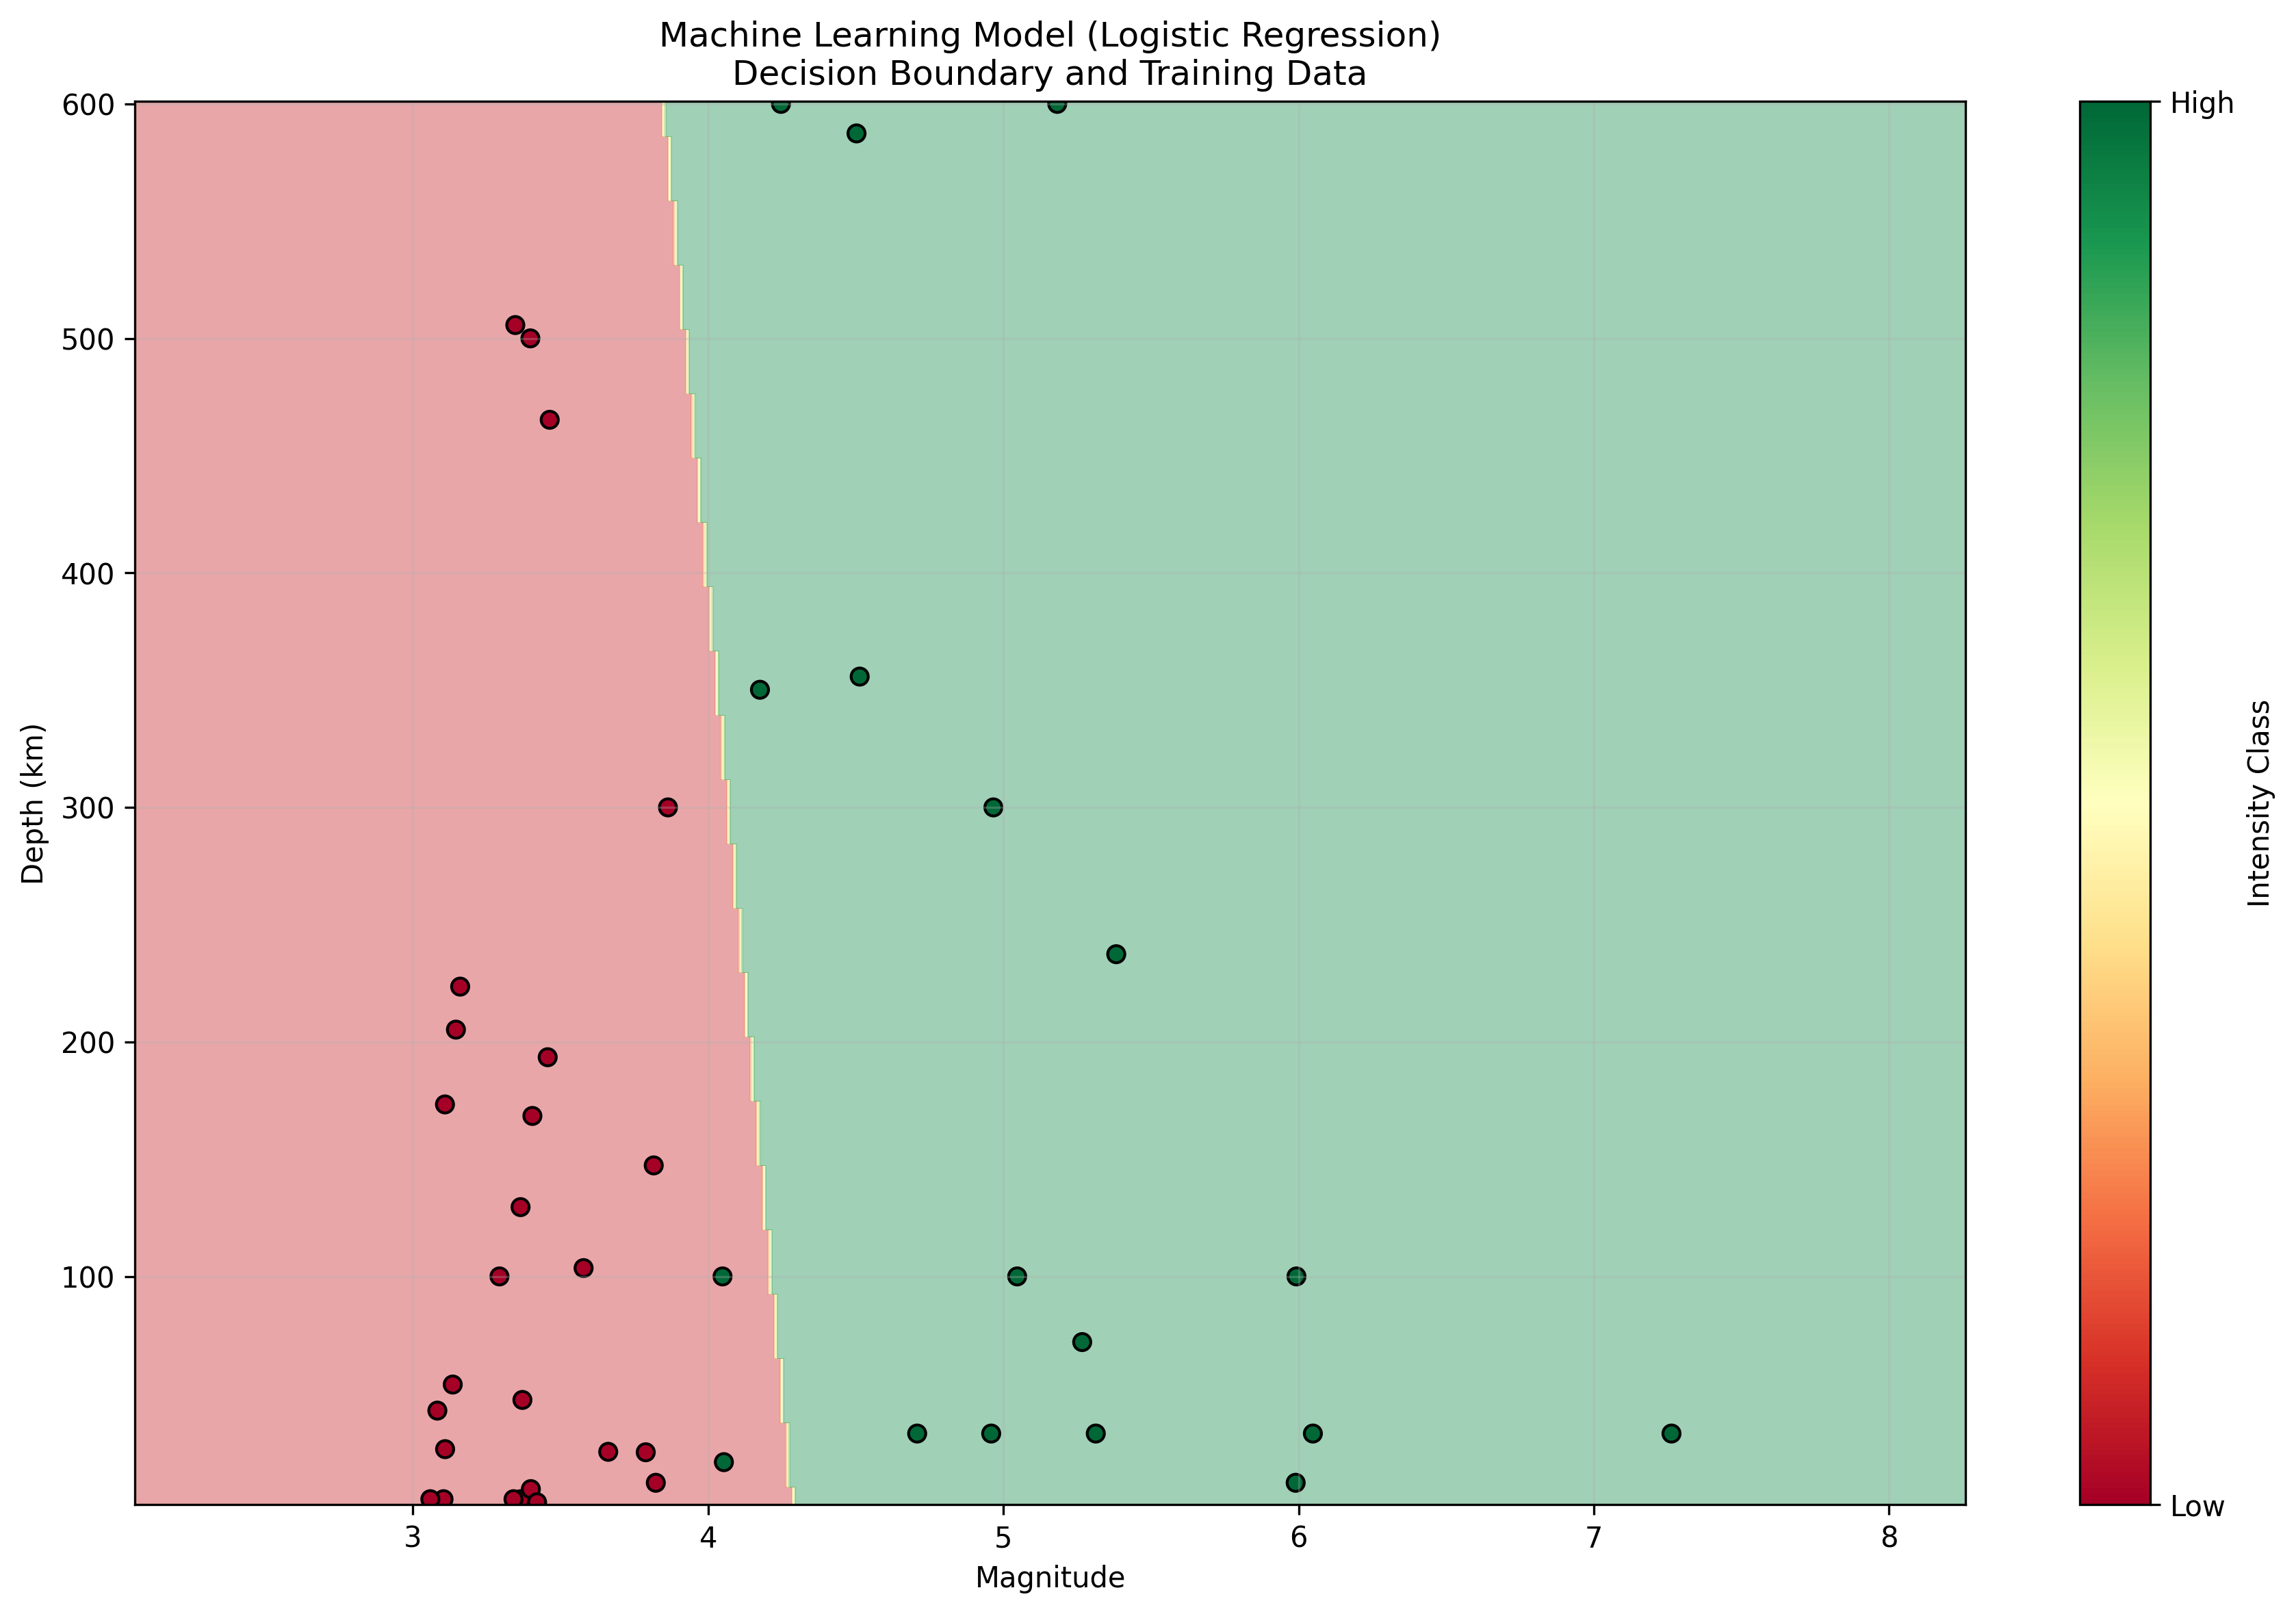 Machine Learning Model (Logistic Regression)
Decision Boundary and Training Data
600
500
400
300
200
100
Depth (km)
3
4
5
6
7
8
Magnitude
High
Low
Intensity Class